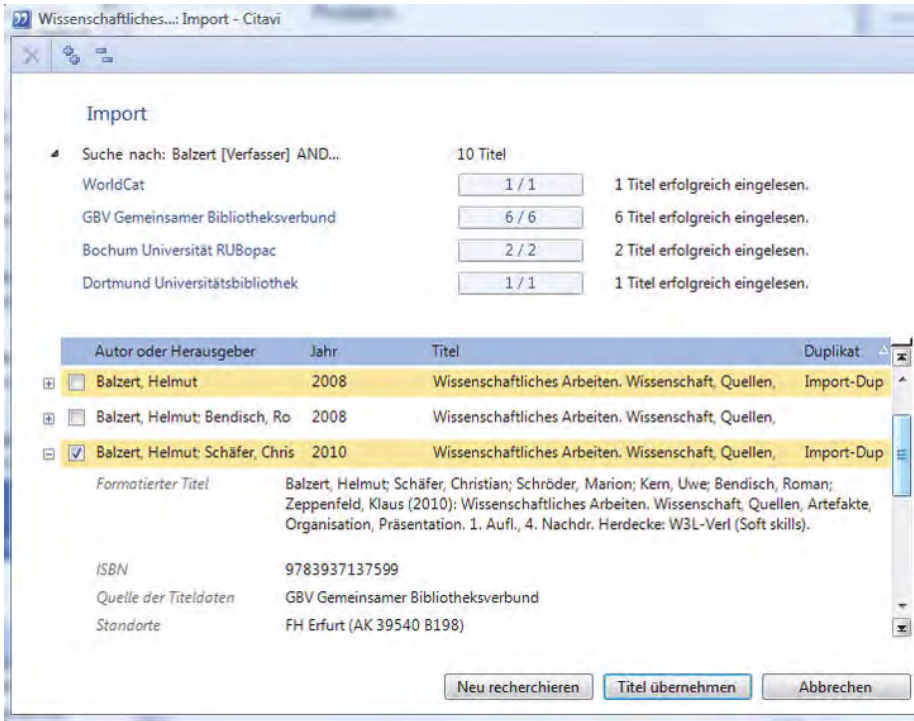 Wissenschaftliches...: Import - Citavi
Import
Suche nach: Balzert [Verfasser] AND... 10 Titel
WorldCat 1 / 1 1 Titel erfolgreich eingelesen.
GBV Gemeinsamer Bibliotheksverbund 6 / 6 6 Titel erfolgreich eingelesen.
Bochum Universität RUBopac 2 / 2 2 Titel erfolgreich eingelesen.
Dortmund Universitätsbibliothek 1 / 1 1 Titel erfolgreich eingelesen.
Autor oder Herausgeber Jahr Titel Duplikat
Balzert, Helmut 2008 Wissenschaftliches Arbeiten. Wissenschaft, Quellen, Import-Dup
Balzert, Helmut; Bendisch, Ro 2008 Wissenschaftliches Arbeiten. Wissenschaft, Quellen,
Balzert, Helmut; Schäfer, Chris 2010 Wissenschaftliches Arbeiten. Wissenschaft, Quellen, Import-Dup
Formatierter Titel Balzert, Helmut; Schäfer, Christian; Schröder, Marion; Kern, Uwe; Bendisch, Roman;
Zeppenfeld, Klaus (2010): Wissenschaftliches Arbeiten. Wissenschaft, Quellen, Artefakte,
Organisation, Präsentation. 1. Aufl., 4. Nachdr. Herdecke: W3L-Verl (Soft skills).
ISBN 9783937137599
Quelle der Titeldaten GBV Gemeinsamer Bibliotheksverbund
Standorte FH Erfurt (AK 39540 B198)
Neu recherchieren Titel übernehmen Abbrechen